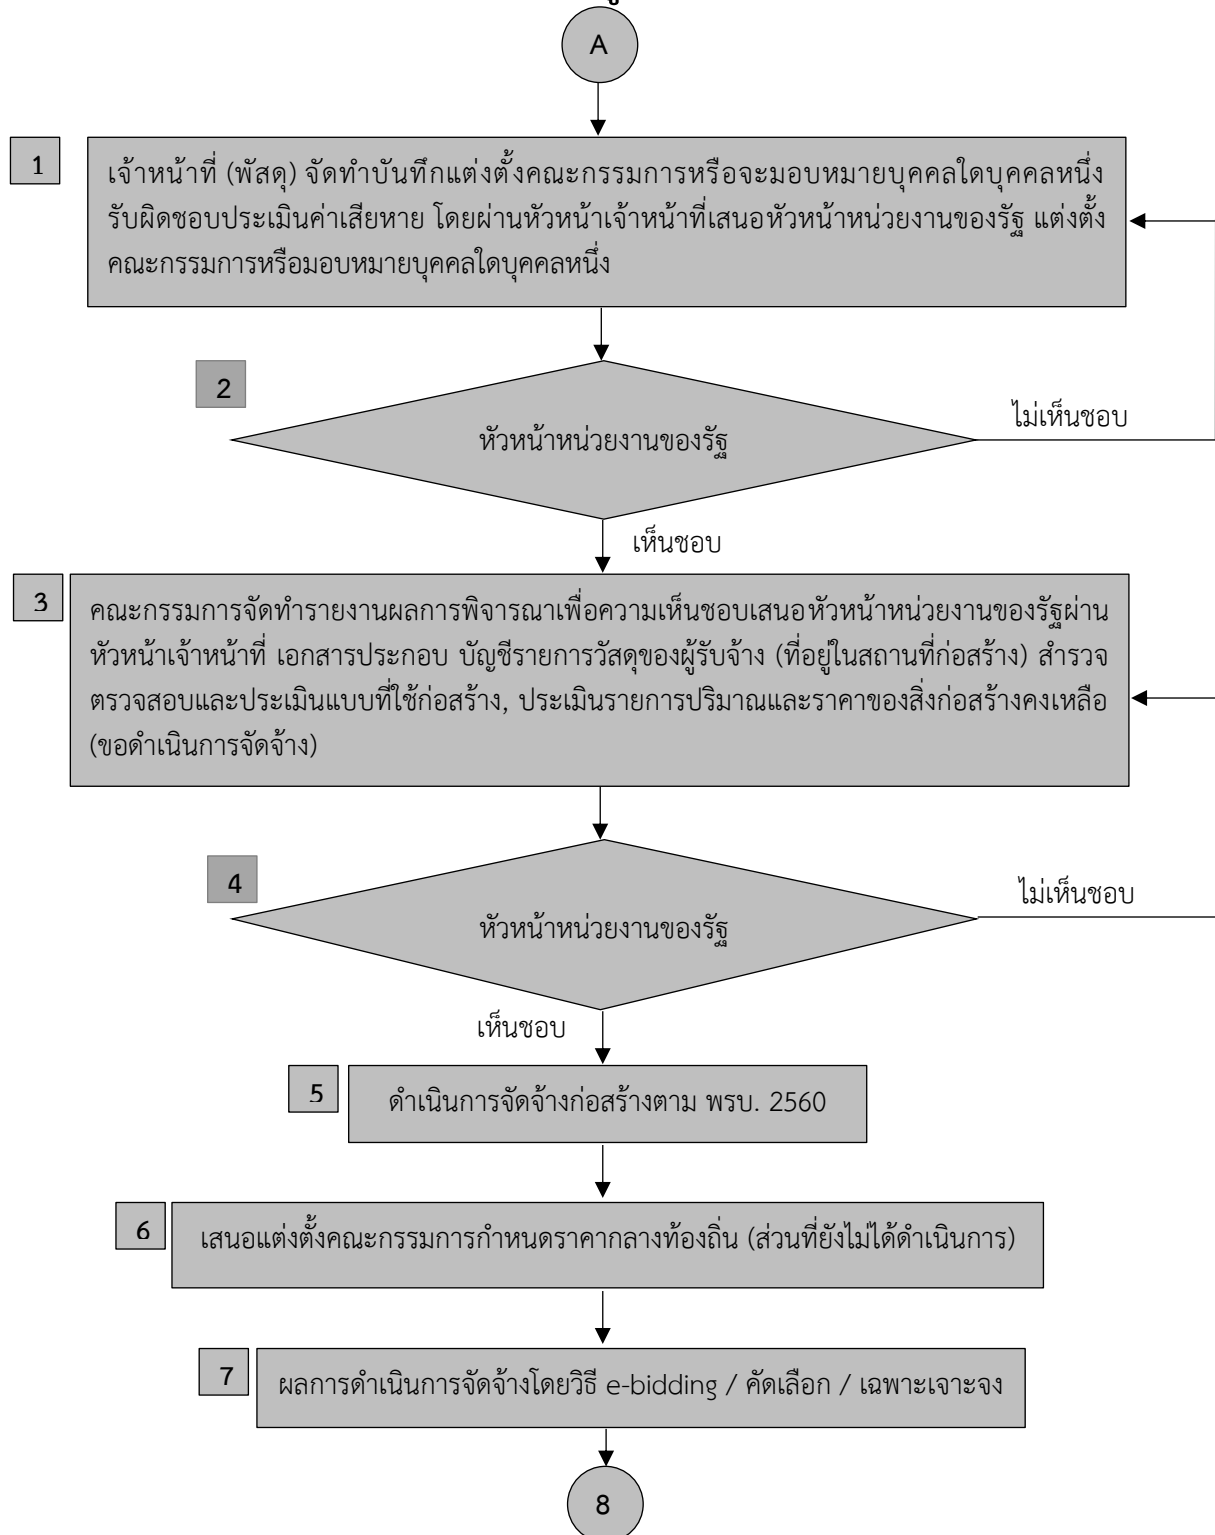 A
1
เจ้าหน้าที่ (พัสดุ) จัดทำบันทึกแต่งตั้งคณะกรรมการหรือจะมอบหมายบุคคลใดบุคคลหนึ่ง
รับผิดชอบประเมินค่าเสียหาย โดยผ่านหัวหน้าเจ้าหน้าที่เสนอหัวหน้าหน่วยงานของรัฐ แต่งตั้ง
คณะกรรมการหรือมอบหมายบุคคลใดบุคคลหนึ่ง
2
หัวหน้าหน่วยงานของรัฐ
ไม่เห็นชอบ
เห็นชอบ
3
คณะกรรมการจัดทำรายงานผลการพิจารณาเพื่อความเห็นชอบเสนอหัวหน้าหน่วยงานของรัฐผ่าน
หัวหน้าเจ้าหน้าที่ เอกสารประกอบ บัญชีรายการวัสดุของผู้รับจ้าง (ที่อยู่ในสถานที่ก่อสร้าง) สำรวจ
ตรวจสอบและประเมินแบบที่ใช้ก่อสร้าง, ประเมินรายการปริมาณและราคาของสิ่งก่อสร้างคงเหลือ
(ขอดำเนินการจัดจ้าง)
4
หัวหน้าหน่วยงานของรัฐ
ไม่เห็นชอบ
เห็นชอบ
5
ดำเนินการจัดจ้างก่อสร้างตาม พรบ. 2560
6
เสนอแต่งตั้งคณะกรรมการกำหนดราคากลางท้องถิ่น (ส่วนที่ยังไม่ได้ดำเนินการ)
7
ผลการดำเนินการจัดจ้างโดยวิธี e-bidding / คัดเลือก / เฉพาะเจาะจง
8